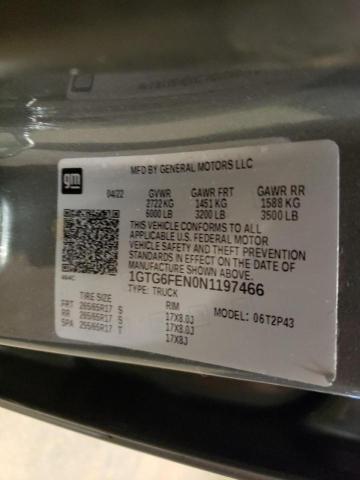 gm
MFD BY GENERAL MOTORS LLC
04/22 GVWR GAWR FRT GAWR RR
2722 KG 1451 KG 1588 KG
6000 LB 3200 LB 3500 LB
THIS VEHICLE CONFORMS TO ALL
APPLICABLE U.S. FEDERAL MOTOR
VEHICLE SAFETY AND THEFT PREVENTION
STANDARDS IN EFFECT ON THE DATE OF
MANUFACTURE SHOWN ABOVE.
1GTG6FEN0N1197466
TYPE: TRUCK
TIRE SIZE RIM MODEL: 06T2P43
FRT 265/65R17 S 17X8.0J
RR 265/65R17 S 17X8.0J
SPA 255/65R17 T 17X8J